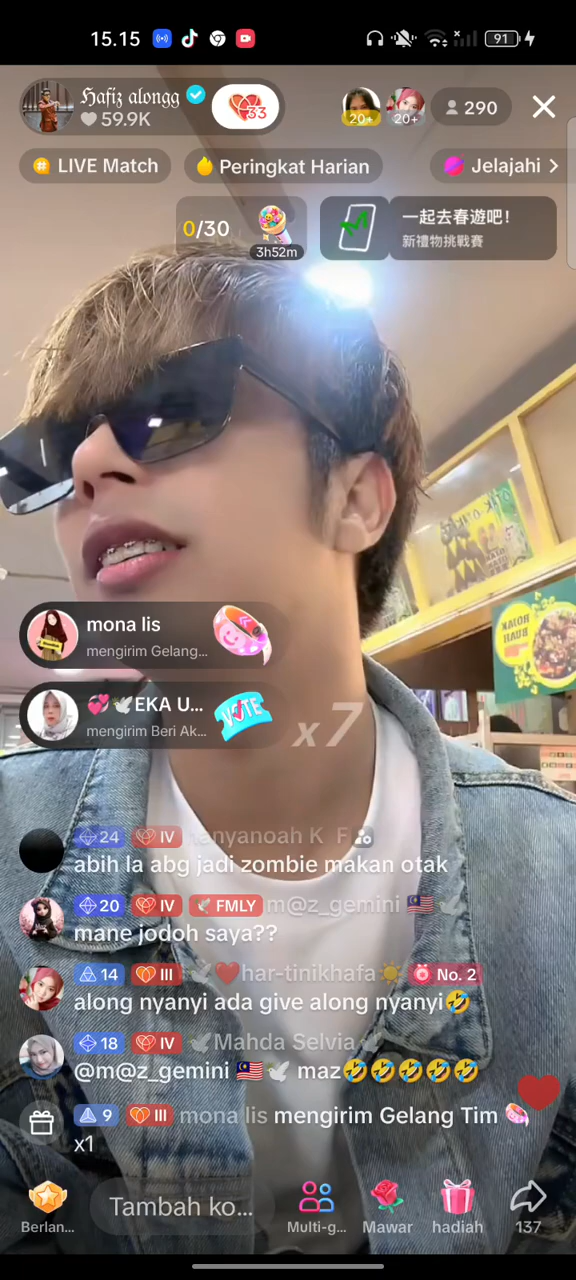 15.15
91
ℌafiz alongg
59.9K
33
20+
20+
290
LIVE Match
Peringkat Harian
Jelajahi
0/30
3h52m
一起去春遊吧!
新禮物挑戰賽
ROJAK
BUAH
mona lis
mengirim Gelang...
💞🕊️EKA U...
mengirim Beri Ak...
VOTE
x7
24 IV anyanoah K F
abih la abg jadi zombie makan otak
20 IV FMLY m@z_gemini 🇲🇾🕊️
mane jodoh saya??
14 III 🕊️❤️har-tinikhafa☀️ No. 2
along nyanyi ada give along nyanyi🤣
18 IV 🕊️Mahda Selvia🕊️
@m@z_gemini 🇲🇾🕊️ maz🤣🤣🤣🤣🤣
9 III mona lis mengirim Gelang Tim
x1
Berlan...
Tambah ko...
Multi-g...
Mawar
hadiah
137